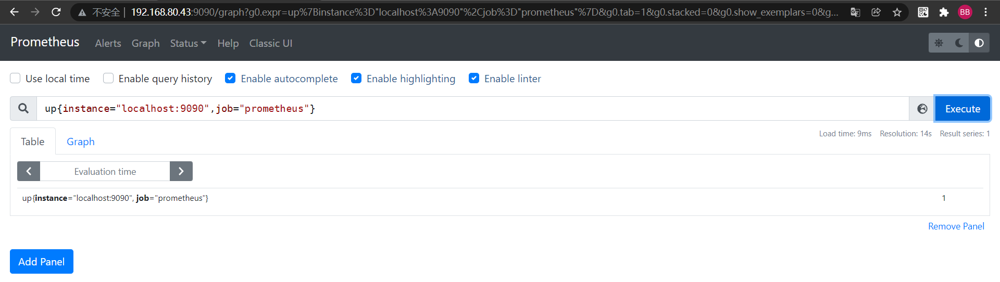 不安全 | 192.168.80.43:9090/graph?g0.expr=up%7Binstance%3D"localhost%3A9090"%2Cjob%3D"prometheus"%7D&g0.tab=1&g0.stacked=0&g0.show_exemplars=0&g... BB
Prometheus Alerts Graph Status Help Classic UI
Use local time Enable query history Enable autocomplete Enable highlighting Enable linter
up{instance="localhost:9090",job="prometheus"} Execute
Load time: 9ms Resolution: 14s Result series: 1
Table Graph
Evaluation time
up{instance="localhost:9090", job="prometheus"} 1
Remove Panel
Add Panel